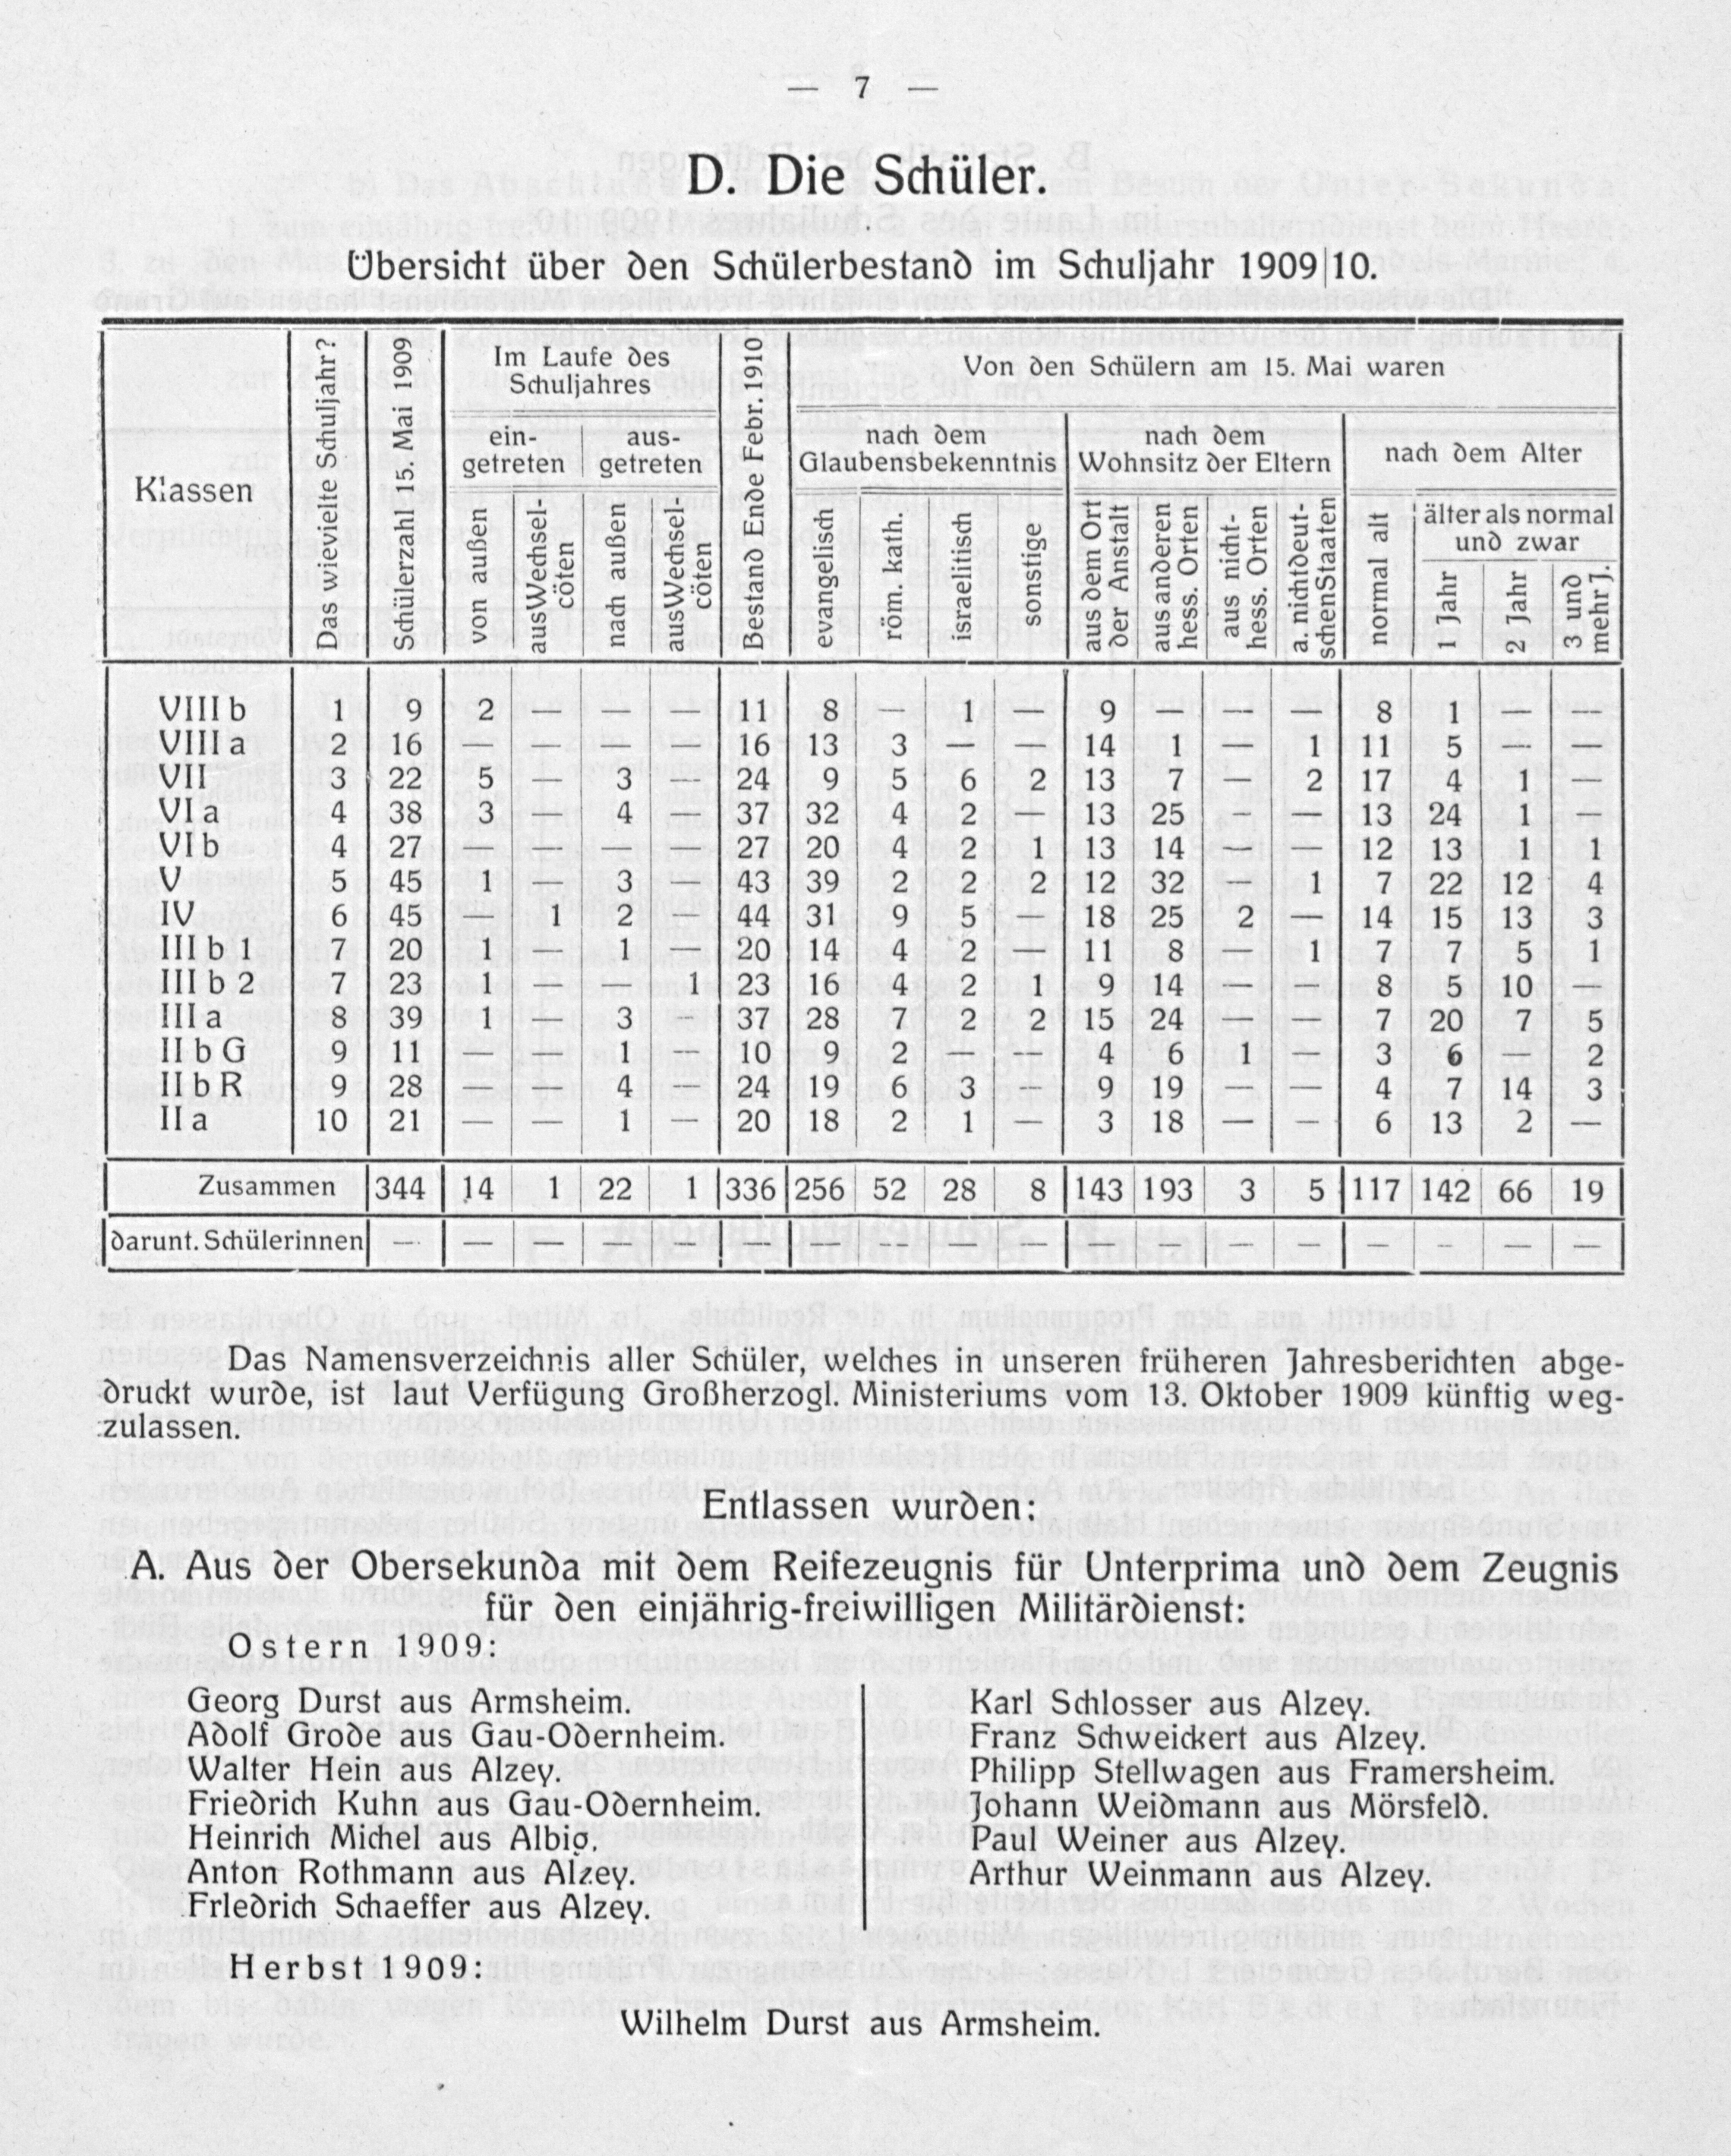 — 7 —
D. Die Schüler.
Übersicht über den Schülerbestand im Schuljahr 1909|10.
Klassen
Das wievielte Schuljahr?
Schülerzahl 15. Mai 1909
Im Laufe des
Schuljahres
ein-
getreten
aus-
getreten
von außen
aus Wechsel-
cöten
nach außen
aus Wechsel-
cöten
Bestand Ende Febr. 1910
Von den Schülern am 15. Mai waren
nach dem
Glaubensbekenntnis
nach dem
Wohnsitz der Eltern
nach dem Alter
evangelisch
röm. kath.
israelitisch
sonstige
aus dem Ort
der Anstalt
aus anderen
hess. Orten
aus nicht-
hess. Orten
a. nichtdeut-
schen Staaten
normal alt
älter als normal
und zwar
1 Jahr
2 Jahr
3 und
mehr J.
VIII b 1 9 2 — — — 11 8 — 1 — 9 — — — 8 1 — —
VIII a 2 16 — — — — 16 13 3 — — 14 1 — 1 11 5 — —
VII 3 22 5 — 3 — 24 9 5 6 2 13 7 — 2 17 4 1 —
VI a 4 38 3 — 4 — 37 32 4 2 — 13 25 — — 13 24 1 —
VI b 4 27 — — — — 27 20 4 2 1 13 14 — — 12 13 1 1
V 5 45 1 — 3 — 43 39 2 2 2 12 32 — 1 7 22 12 4
IV 6 45 — 1 2 — 44 31 9 5 — 18 25 2 — 14 15 13 3
III b 1 7 20 1 — 1 — 20 14 4 2 — 11 8 — 1 7 7 5 1
III b 2 7 23 1 — — 1 23 16 4 2 1 9 14 — — 8 5 10 —
III a 8 39 1 — 3 — 37 28 7 2 2 15 24 — — 7 20 7 5
II b G 9 11 — — 1 — 10 9 2 — — 4 6 1 — 3 6 — 2
II b R 9 28 — — 4 — 24 19 6 3 — 9 19 — — 4 7 14 3
II a 10 21 — — 1 — 20 18 2 1 — 3 18 — — 6 13 2 —
Zusammen 344 14 1 22 1 336 256 52 28 8 143 193 3 5 117 142 66 19
darunt. Schülerinnen — — — — — — — — — — — — — — — — — —
Das Namensverzeichnis aller Schüler, welches in unseren früheren Jahresberichten abge-
druckt wurde, ist laut Verfügung Großherzogl. Ministeriums vom 13. Oktober 1909 künftig weg-
zulassen.
Entlassen wurden:
A. Aus der Obersekunda mit dem Reifezeugnis für Unterprima und dem Zeugnis
für den einjährig-freiwilligen Militärdienst:
Ostern 1909:
Georg Durst aus Armsheim.
Adolf Grode aus Gau-Odernheim.
Walter Hein aus Alzey.
Friedrich Kuhn aus Gau-Odernheim.
Heinrich Michel aus Albig.
Anton Rothmann aus Alzey.
Frledrich Schaeffer aus Alzey.
Karl Schlosser aus Alzey.
Franz Schweickert aus Alzey.
Philipp Stellwagen aus Framersheim.
Johann Weidmann aus Mörsfeld.
Paul Weiner aus Alzey.
Arthur Weinmann aus Alzey.
Herbst 1909:
Wilhelm Durst aus Armsheim.